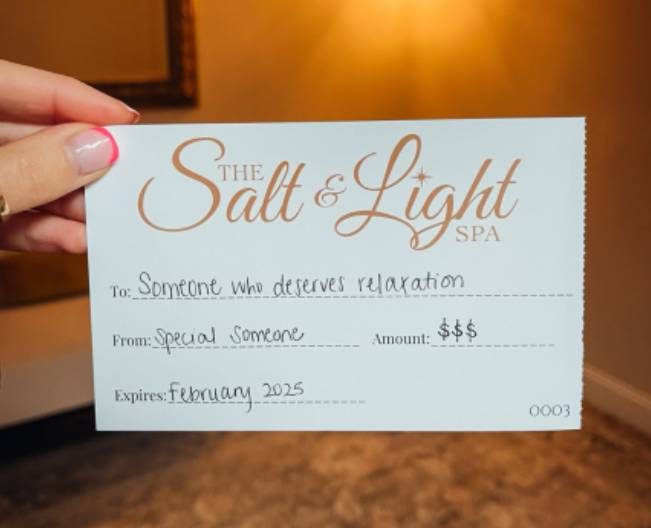 THE
Salt & Light
SPA
To: Someone who deserves relaxation
From: Special Someone Amount: $$$
Expires: February 2025
0003